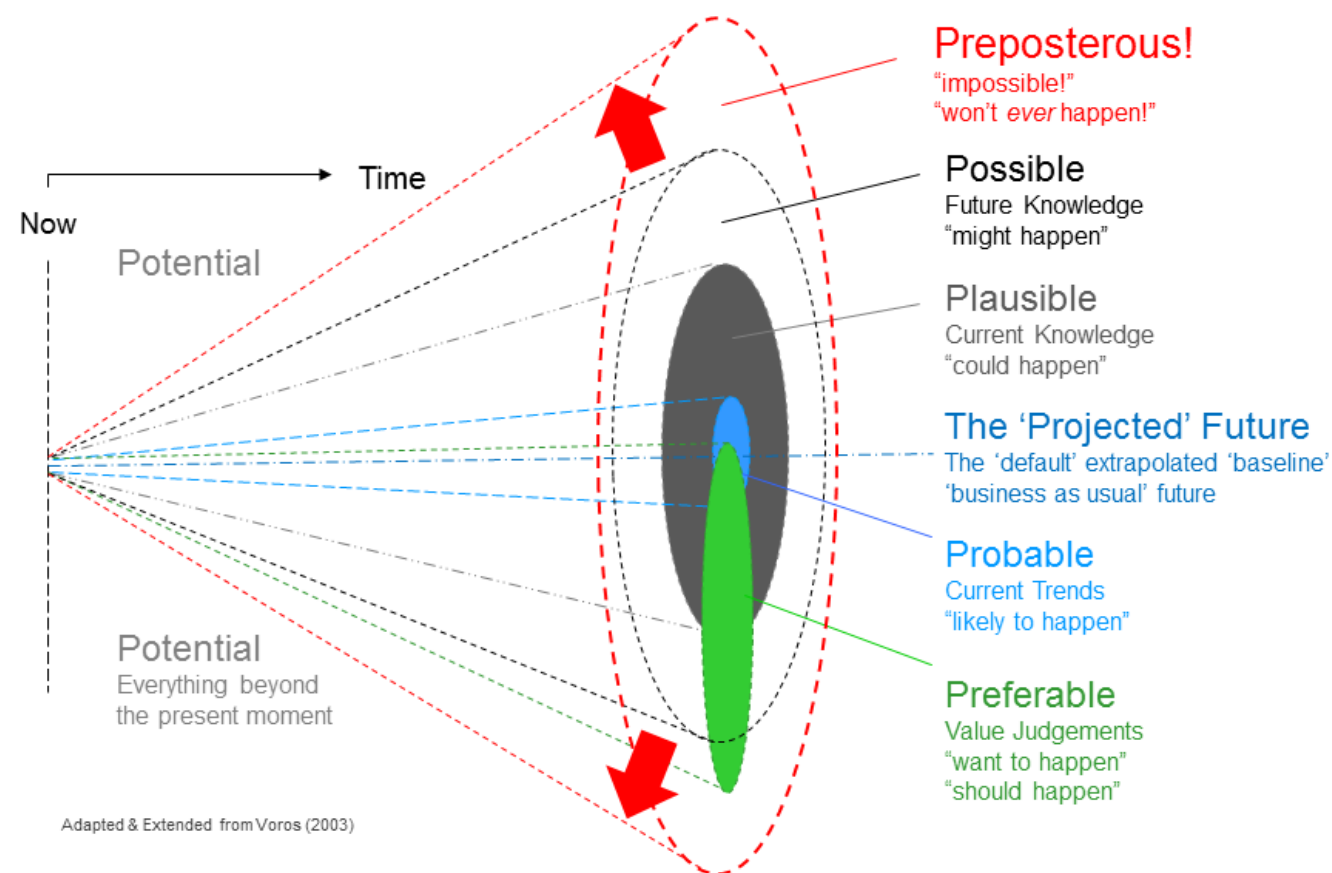 Preposterous!
“impossible!”
“won’t ever happen!”
Time
Now
Potential
Possible
Future Knowledge
“might happen”
Plausible
Current Knowledge
“could happen”
The ‘Projected’ Future
The ‘default’ extrapolated ‘baseline’
‘business as usual’ future
Probable
Current Trends
“likely to happen”
Potential
Everything beyond
the present moment
Preferable
Value Judgements
“want to happen”
“should happen”
Adapted & Extended from Voros (2003)